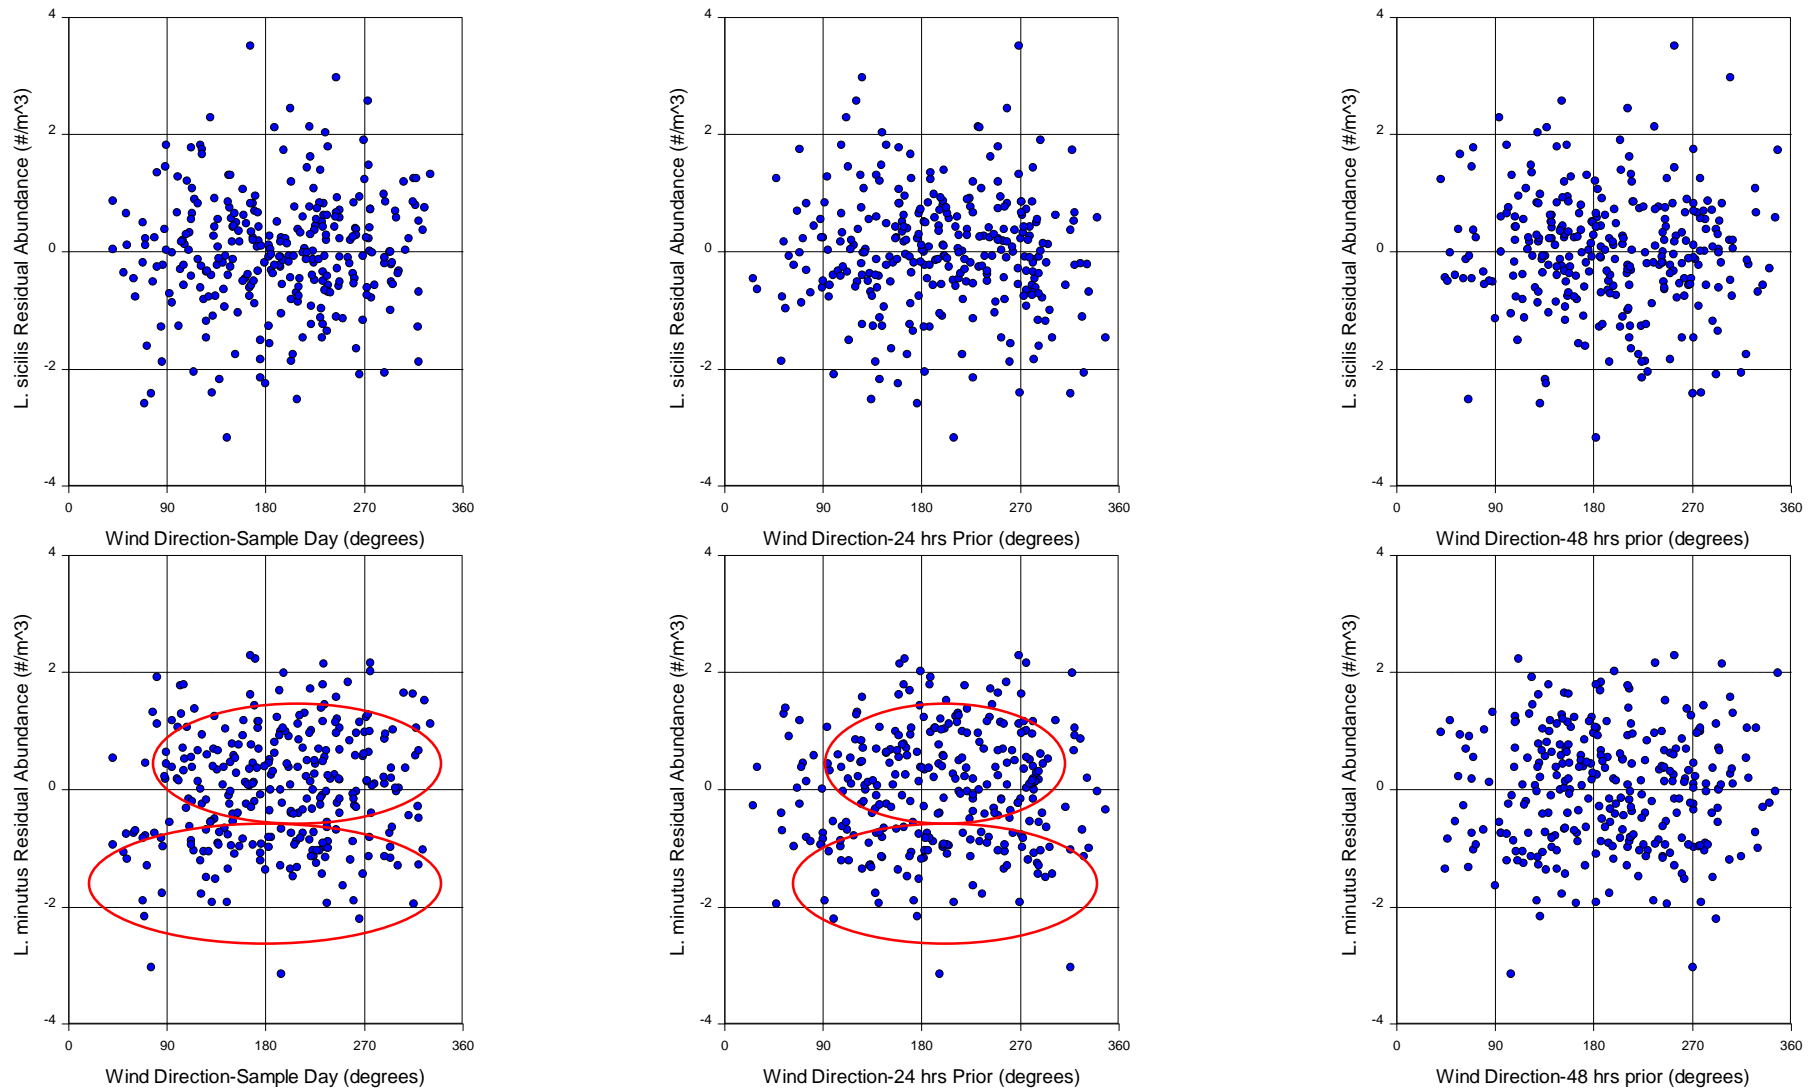 4 4 4
2 2 2
0 0 0
-2 -2 -2
-4 -4 -4
L. sicilis Residual Abundance (#/m^3) L. sicilis Residual Abundance (#/m^3) L. sicilis Residual Abundance (#/m^3)
0 90 180 270 360 0 90 180 270 360 0 90 180 270 360
Wind Direction-Sample Day (degrees) Wind Direction-24 hrs Prior (degrees) Wind Direction-48 hrs prior (degrees)
4 4 4
2 2 2
0 0 0
-2 -2 -2
-4 -4 -4
L. minutus Residual Abundance (#/m^3) L. minutus Residual Abundance (#/m^3) L. minutus Residual Abundance (#/m^3)
0 90 180 270 360 0 90 180 270 360 0 90 180 270 360
Wind Direction-Sample Day (degrees) Wind Direction-24 hrs Prior (degrees) Wind Direction-48 hrs prior (degrees)